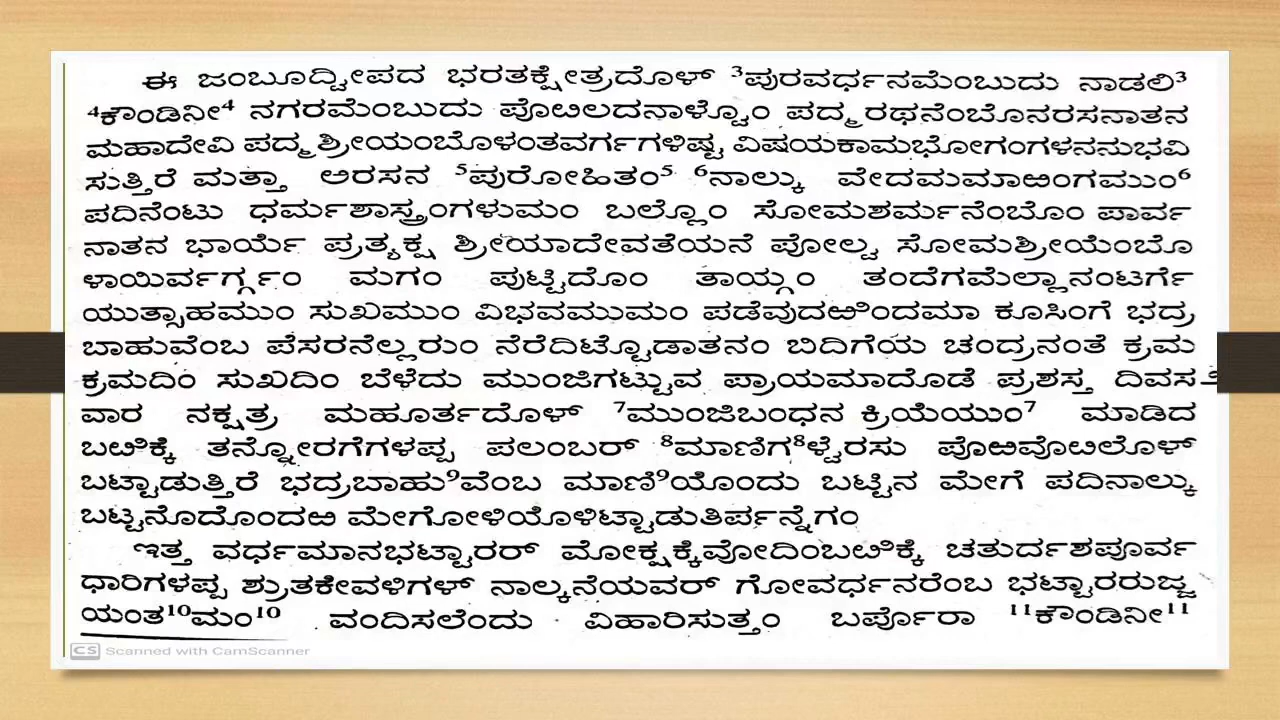 ಈ ಜಂಬೂದ್ವೀಪದ ಭರತಕ್ಷೇತ್ರದೊಳ್ ³ಪುರವರ್ಧನಮೆಂಬುದು ನಾಡಲಿ³
⁴ಕೌಂಡಿನೀ⁴ ನಗರಮೆಂಬುದು ಪೊೞಲದನಾಳ್ವೊಂ ಪದ್ಮರಥನೆಂಬೊನರಸನಾತನ
ಮಹಾದೇವಿ ಪದ್ಮಶ್ರೀಯಂಬೊಳಂತವರ್ಗಗಳಿಷ್ಟ ವಿಷಯಕಾಮಭೋಗಂಗಳನನುಭವಿ
ಸುತ್ತಿರೆ ಮತ್ತಾ ಅರಸನ ⁵ಪುರೋಹಿತಂ⁵ ⁶ನಾಲ್ಕು ವೇದಮಮಾಱಂಗಮುಂ⁶
ಪದಿನೆಂಟು ಧರ್ಮಶಾಸ್ತ್ರಂಗಳುಮಂ ಬಲ್ಲೊಂ ಸೋಮಶರ್ಮನೆಂಬೊಂ ಪಾರ್ವ
ನಾತನ ಭಾರ್ಯೆ ಪ್ರತ್ಯಕ್ಷ ಶ್ರೀಯಾದೇವತೆಯನೆ ಪೋಲ್ವ ಸೋಮಶ್ರೀಯೆಂಬೊ
ಳಾಯಿರ್ವರ್ಗ್ಗಂ ಮಗಂ ಪುಟ್ಟಿದೊಂ ತಾಯ್ಗಂ ತಂದೆಗಮೆಲ್ಲಾನಂಟರ್ಗೆ
ಯುತ್ಸಾಹಮುಂ ಸುಖಮುಂ ವಿಭವಮುಮಂ ಪಡೆವುದಱಿಂದಮಾ ಕೂಸಿಂಗೆ ಭದ್ರ
ಬಾಹುವೆಂಬ ಪೆಸರನೆಲ್ಲರುಂ ನೆರೆದಿಟ್ಟೊಡಾತನಂ ಬಿದಿಗೆಯ ಚಂದ್ರನಂತೆ ಕ್ರಮ
ಕ್ರಮದಿಂ ಸುಖದಿಂ ಬೆಳೆದು ಮುಂಜಿಗಟ್ಟುವ ಪ್ರಾಯಮಾದೊಡೆ ಪ್ರಶಸ್ತ ದಿವಸ
ವಾರ ನಕ್ಷತ್ರ ಮಹೂರ್ತದೊಳ್ ⁷ಮುಂಜಿಬಂಧನ ಕ್ರಿಯೆಯುಂ⁷ ಮಾಡಿದ
ಬೞಿಕ್ಕೆ ತನ್ನೋರಗೆಗಳಪ್ಪ ಪಲಂಬರ್ ⁸ಮಾಣಿಗ⁸ಳ್ವೆರಸು ಪೊಱವೊೞಲೊಳ್
ಬಟ್ಟಾಡುತ್ತಿರೆ ಭದ್ರಬಾಹು⁹ವೆಂಬ ಮಾಣಿ⁹ಯೊಂದು ಬಟ್ಟಿನ ಮೇಗೆ ಪದಿನಾಲ್ಕು
ಬಟ್ಟನೊದೊಂದಱ ಮೇಗೋಳಿಯೊಳಿಟ್ಟಾಡುತಿರ್ಪನ್ನೆಗಂ
ಇತ್ತ ವರ್ಧಮಾನಭಟ್ಟಾರರ್ ಮೋಕ್ಷಕ್ಕೆವೋದಿಂಬೞಿಕ್ಕೆ ಚತುರ್ದಶಪೂರ್ವ
ಧಾರಿಗಳಪ್ಪ ಶ್ರುತಕೇವಳಿಗಳ್ ನಾಲ್ಕನೆಯವರ್ ಗೋವರ್ಧನರೆಂಬ ಭಟ್ಟಾರರುಜ್ಜ
ಯಂತ¹⁰ಮಂ¹⁰ ವಂದಿಸಲೆಂದು ವಿಹಾರಿಸುತ್ತಂ ಬರ್ಪೊರಾ ¹¹ಕೌಂಡಿನೀ¹¹
CS Scanned with CamScanner